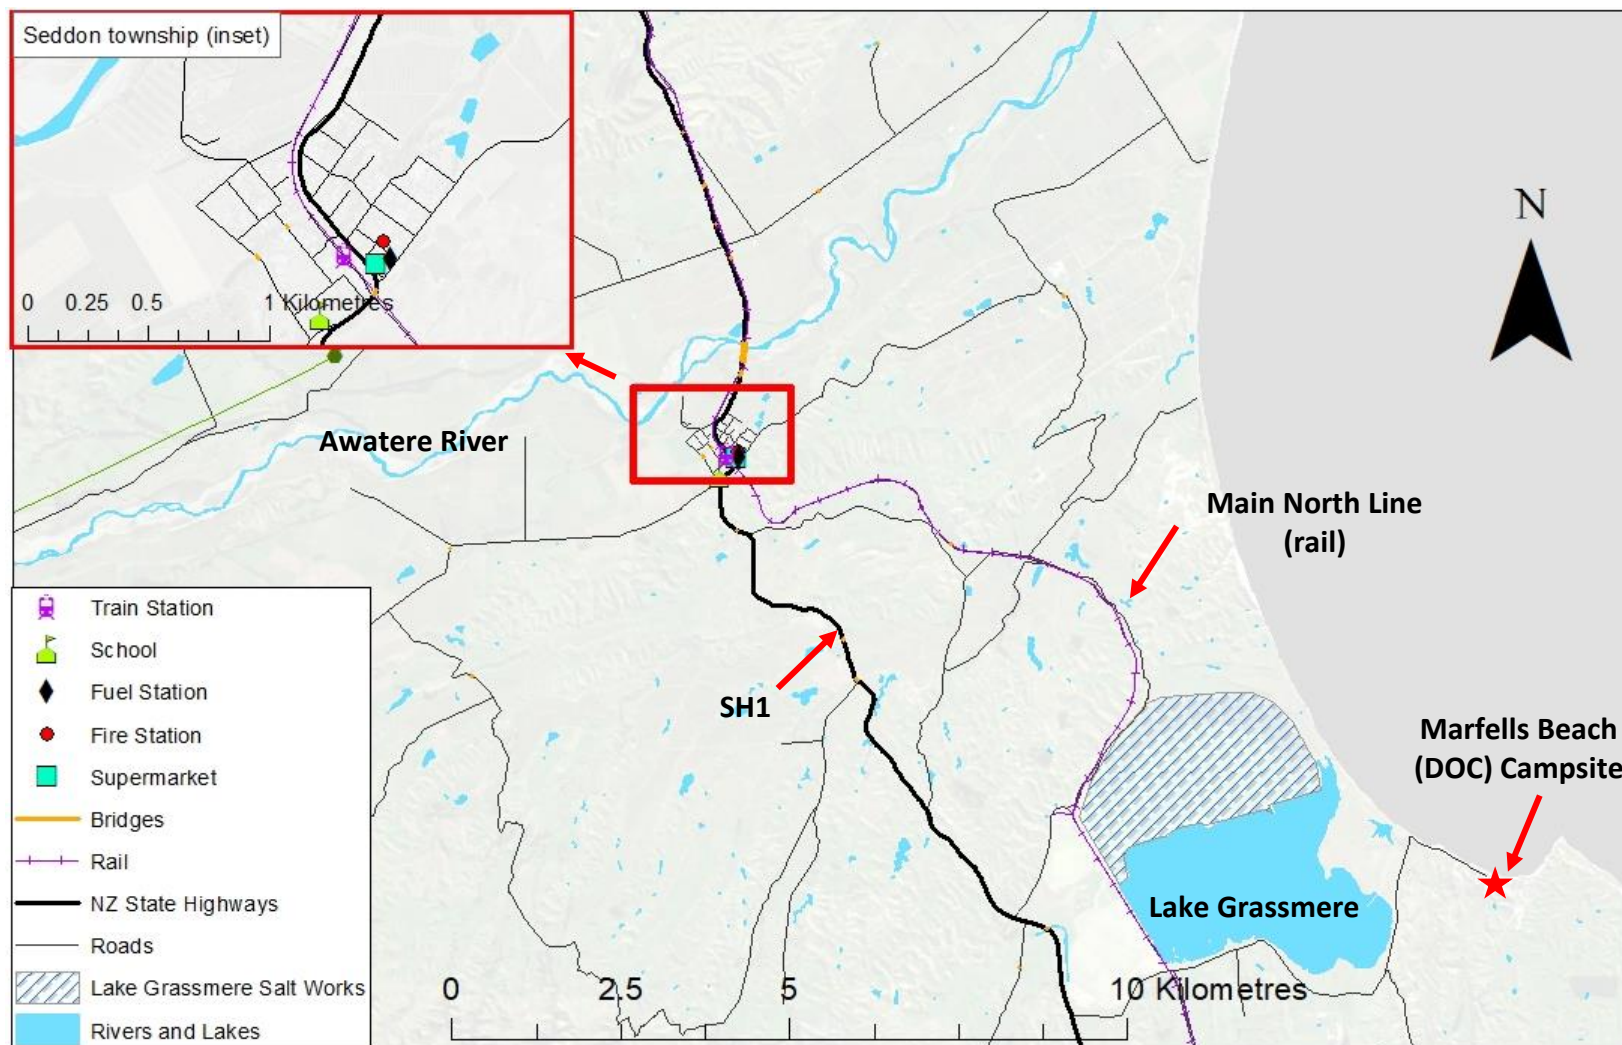 Seddon township (inset)
0 0.25 0.5 1 Kilometres
N
Awatere River
Main North Line
(rail)
SH1
Marfells Beach
(DOC) Campsite
Lake Grassmere
Train Station
School
Fuel Station
Fire Station
Supermarket
Bridges
Rail
NZ State Highways
Roads
Lake Grassmere Salt Works
Rivers and Lakes
0 2.5 5 10 Kilometres